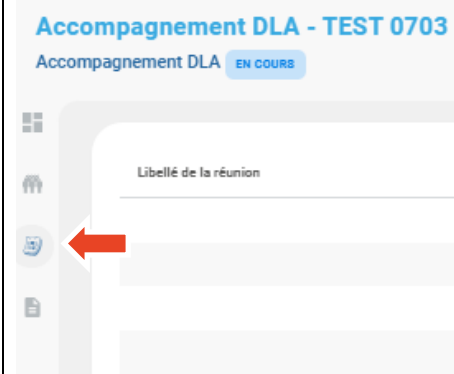 Accompagnement DLA - TEST 0703
Accompagnement DLA EN COURS
Libellé de la réunion